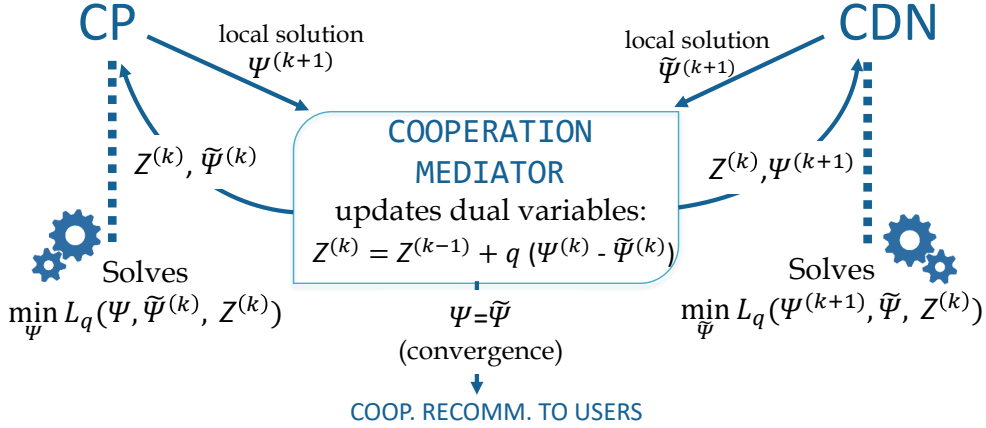 CP
local solution
Ψ^(k+1)
Z^(k), Ψ̃^(k)
Solves
min_Ψ L_q(Ψ, Ψ̃^(k), Z^(k))
COOPERATION
MEDIATOR
updates dual variables:
Z^(k) = Z^(k−1) + q (Ψ^(k) - Ψ̃^(k))
Ψ=Ψ̃
(convergence)
COOP. RECOMM. TO USERS
CDN
local solution
Ψ̃^(k+1)
Z^(k),Ψ^(k+1)
Solves
min_Ψ̃ L_q(Ψ^(k+1), Ψ̃, Z^(k))